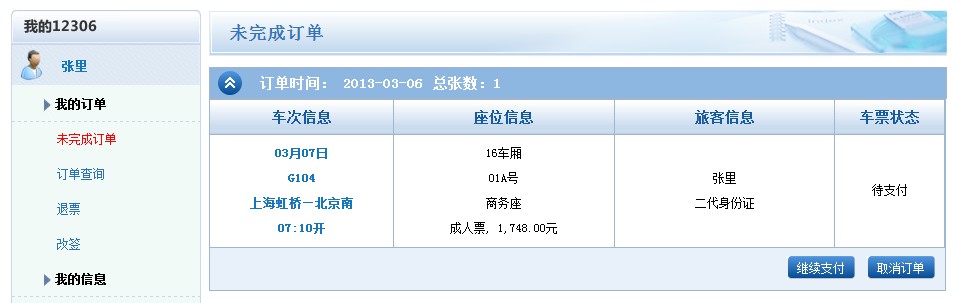 我的12306
张里
我的订单
未完成订单
订单查询
退票
改签
我的信息
未完成订单
订单时间： 2013-03-06 总张数：1
车次信息 座位信息 旅客信息 车票状态
03月07日
G104
上海虹桥—北京南
07:10开
16车厢
01A号
商务座
成人票, 1,748.00元
张里
二代身份证
待支付
继续支付 取消订单